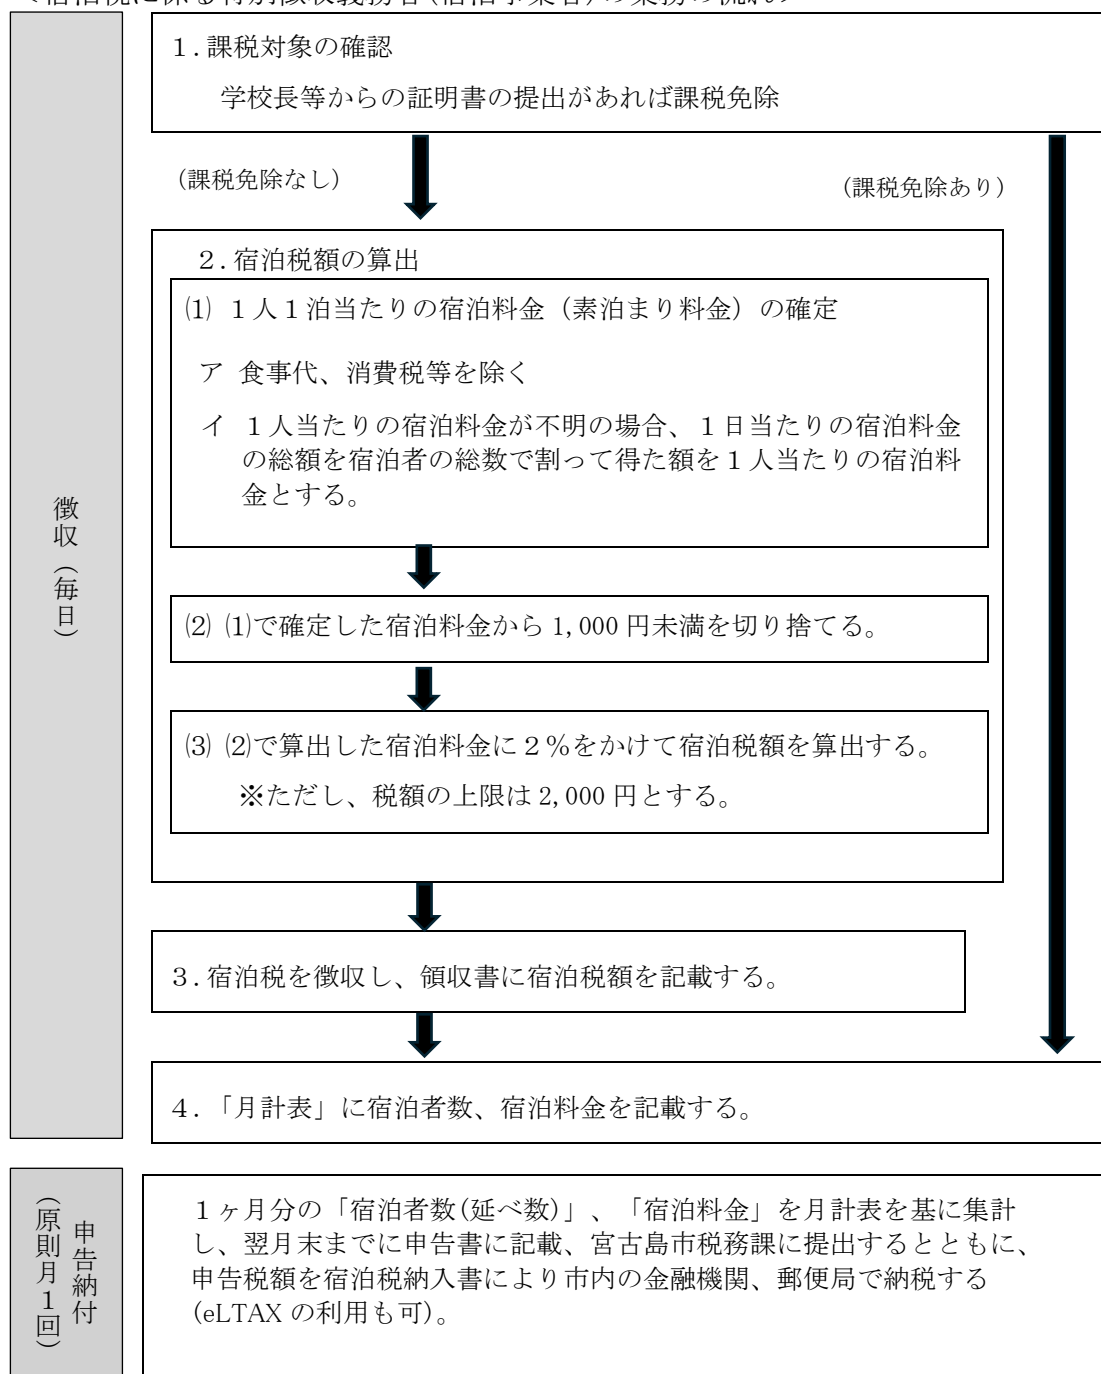 １.課税対象の確認
学校長等からの証明書の提出があれば課税免除
（課税免除なし）
（課税免除あり）
２.宿泊税額の算出
⑴ １人１泊当たりの宿泊料金（素泊まり料金）の確定
ア 食事代、消費税等を除く
イ １人当たりの宿泊料金が不明の場合、１日当たりの宿泊料金
の総額を宿泊者の総数で割って得た額を１人当たりの宿泊料
金とする。
⑵ ⑴で確定した宿泊料金から 1,000 円未満を切り捨てる。
⑶ ⑵で算出した宿泊料金に２％をかけて宿泊税額を算出する。
※ただし、税額の上限は 2,000 円とする。
３.宿泊税を徴収し、領収書に宿泊税額を記載する。
４.「月計表」に宿泊者数、宿泊料金を記載する。
徴収（毎日）
申告納付
（原則月１回）
１ヶ月分の「宿泊者数(延べ数)」、「宿泊料金」を月計表を基に集計
し、翌月末までに申告書に記載、宮古島市税務課に提出するとともに、
申告税額を宿泊税納入書により市内の金融機関、郵便局で納税する
(eLTAX の利用も可)。